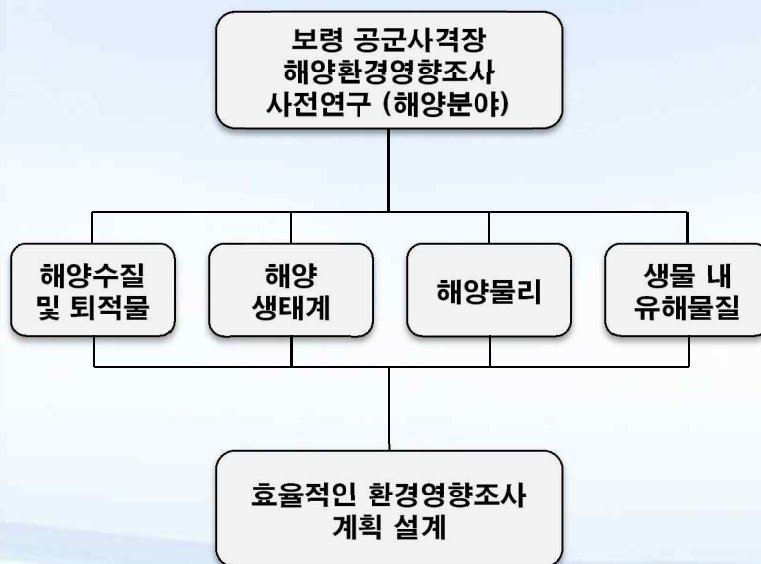 보령 공군사격장
해양환경영향조사
사전연구 (해양분야)
해양수질
및 퇴적물
해양
생태계
해양물리
생물 내
유해물질
효율적인 환경영향조사
계획 설계